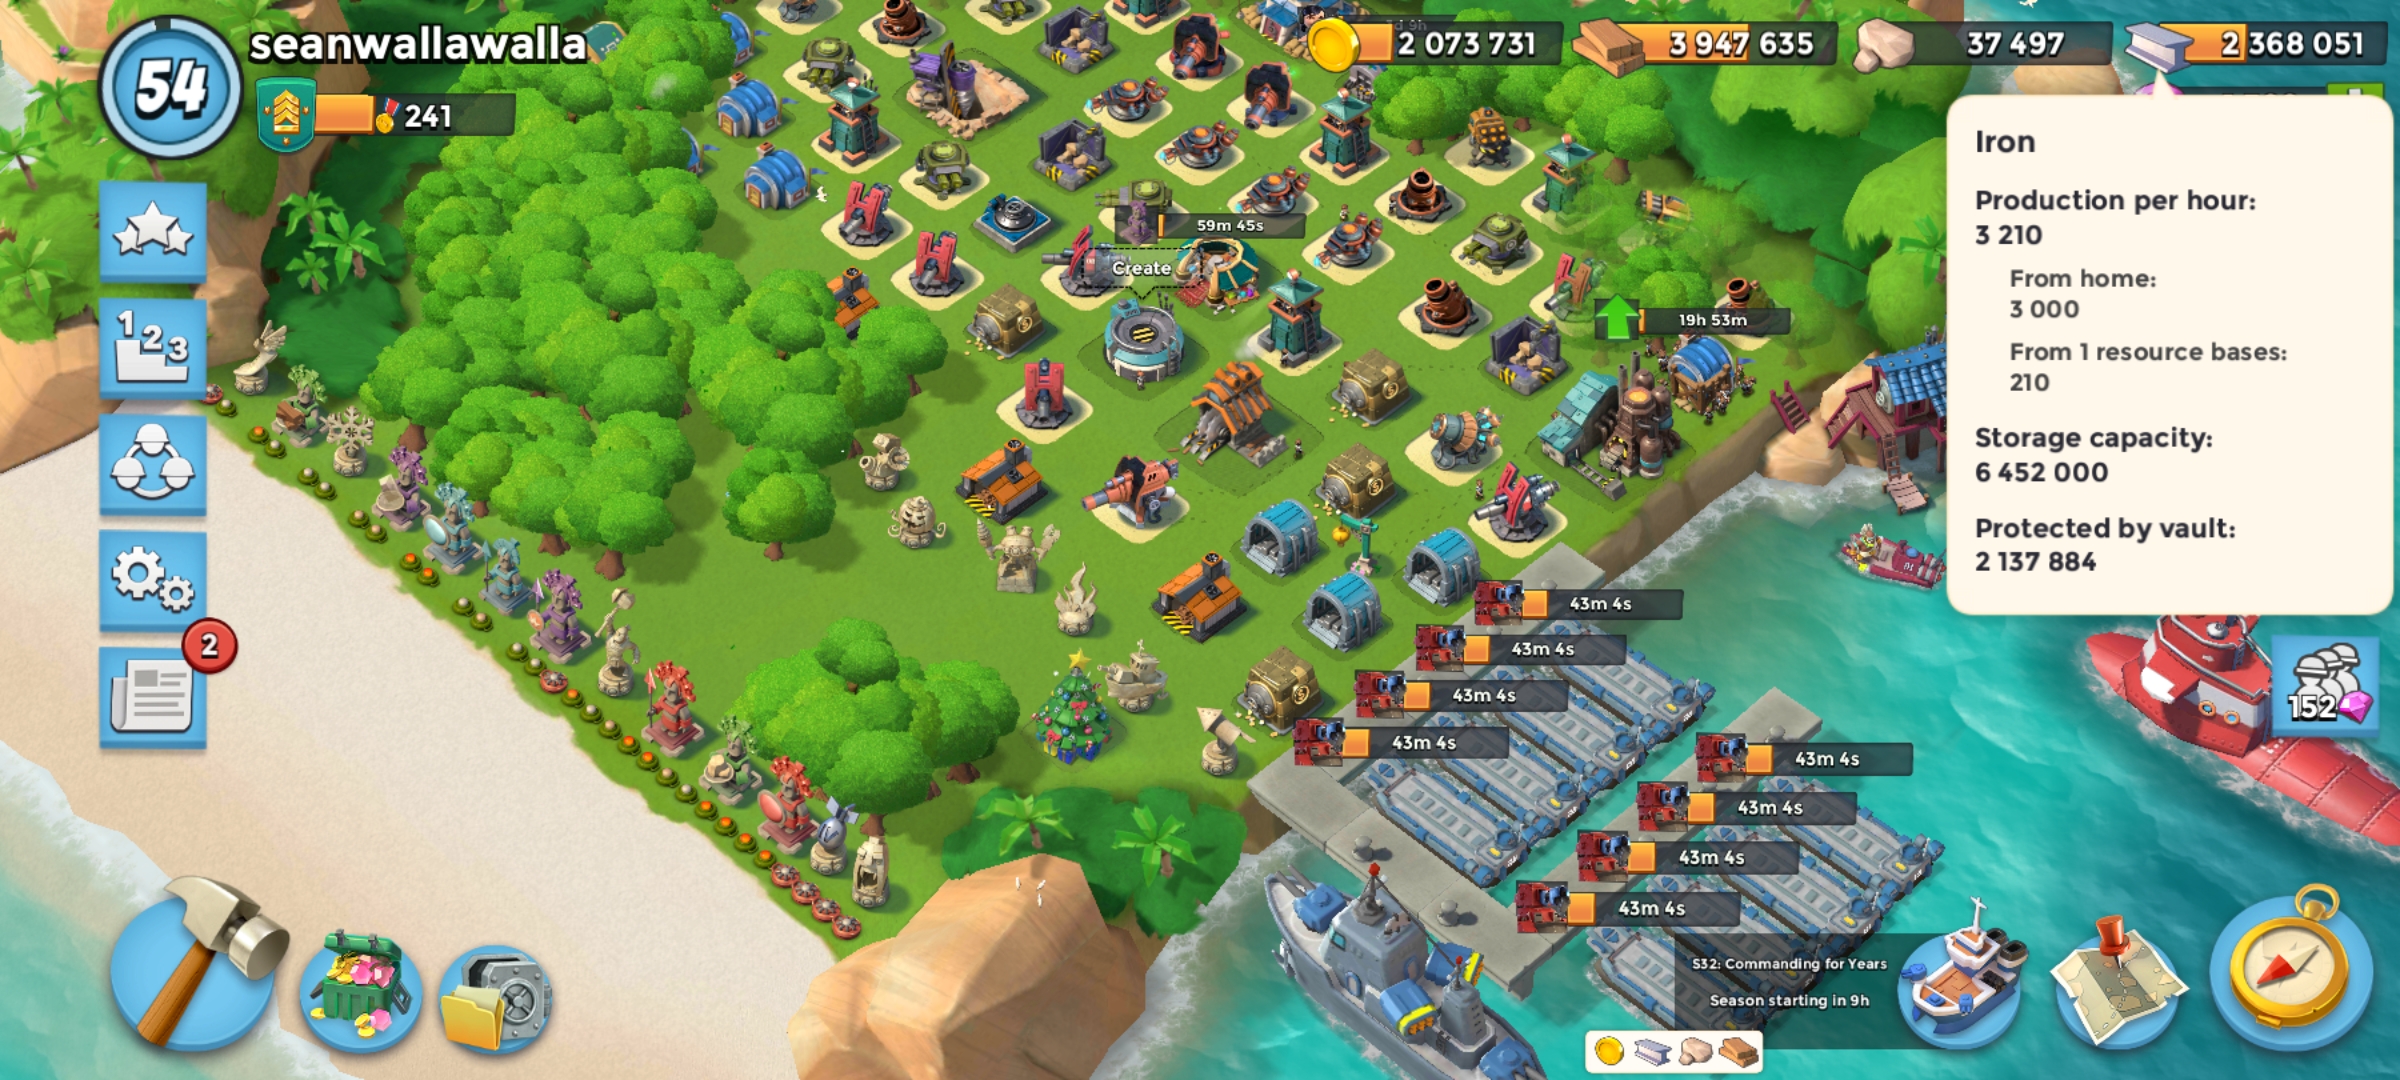 54
seanwallawalla
241
2 073 731
3 947 635
37 497
2 368 051
Iron
Production per hour:
3 210
From home:
3 000
From 1 resource bases:
210
Storage capacity:
6 452 000
Protected by vault:
2 137 884
59m 45s
Create
19h 53m
1 2 3
2
43m 4s
43m 4s
43m 4s
43m 4s
43m 4s
43m 4s
43m 4s
43m 4s
152
S32: Commanding for Years
Season starting in 9h